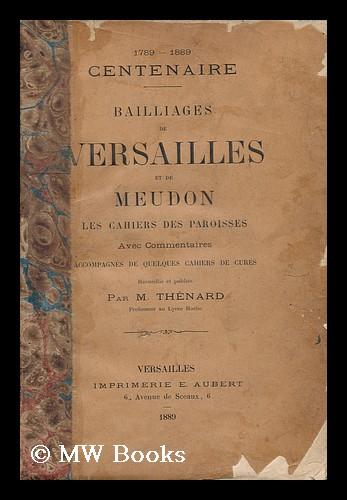 1789 — 1889
CENTENAIRE
BAILLIAGES
DE
VERSAILLES
ET DE
MEUDON
LES CAHIERS DES PAROISSES
Avec Commentaires
ACCOMPAGNÉS DE QUELQUES CAHIERS DE CURÉS
Recueillis et publiés
PAR M. THÉNARD
Professeur au Lycée Hoche
VERSAILLES
IMPRIMERIE E. AUBERT
6, Avenue de Sceaux, 6
1889
© MW Books